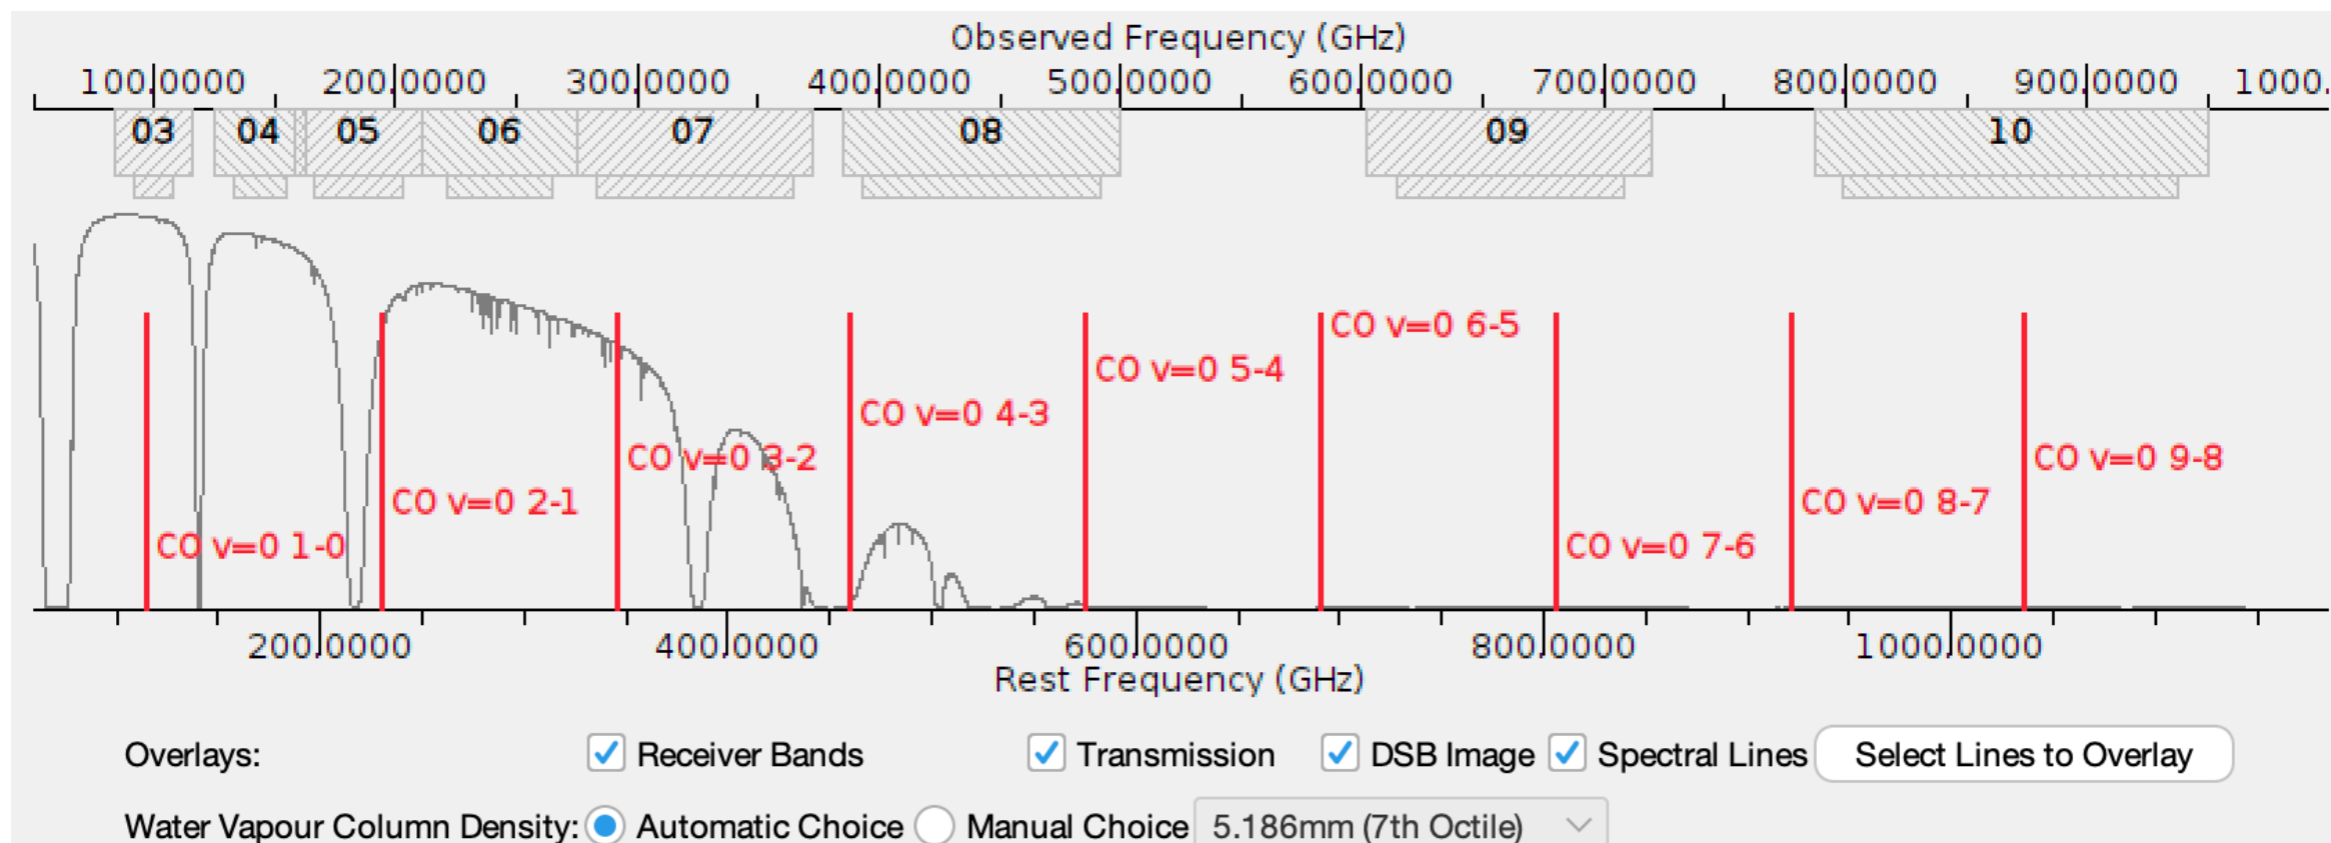 Observed Frequency (GHz)
100.0000 200.0000 300.0000 400.0000 500.0000 600.0000 700.0000 800.0000 900.0000 1000.
03 04 05 06 07 08 09 10
CO v=0 6-5
CO v=0 5-4
CO v=0 4-3
CO v=0 3-2 CO v=0 9-8
CO v=0 2-1 CO v=0 8-7
CO v=0 1-0 CO v=0 7-6
200.0000 400.0000 600.0000 800.0000 1000.0000
Rest Frequency (GHz)
Overlays: Receiver Bands Transmission DSB Image Spectral Lines Select Lines to Overlay
Water Vapour Column Density: Automatic Choice Manual Choice 5.186mm (7th Octile)